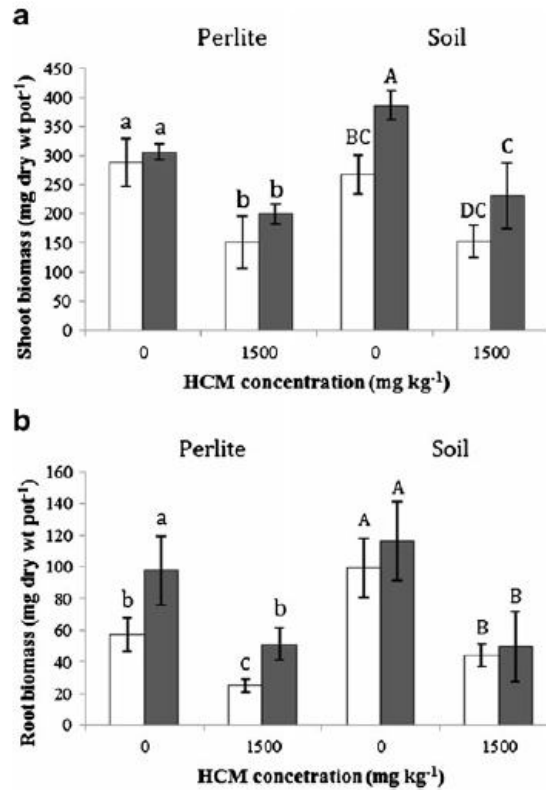 a
Perlite Soil
Shoot biomass (mg dry wt pot⁻¹)
450
400
350
300
250
200
150
100
50
0
a a b b BC A DC C
0 1500 0 1500
HCM concentration (mg kg⁻¹)
b
Perlite Soil
Root biomass (mg dry wt pot⁻¹)
160
140
120
100
80
60
40
20
0
b a C b A A B B
0 1500 0 1500
HCM concetration (mg kg⁻¹)